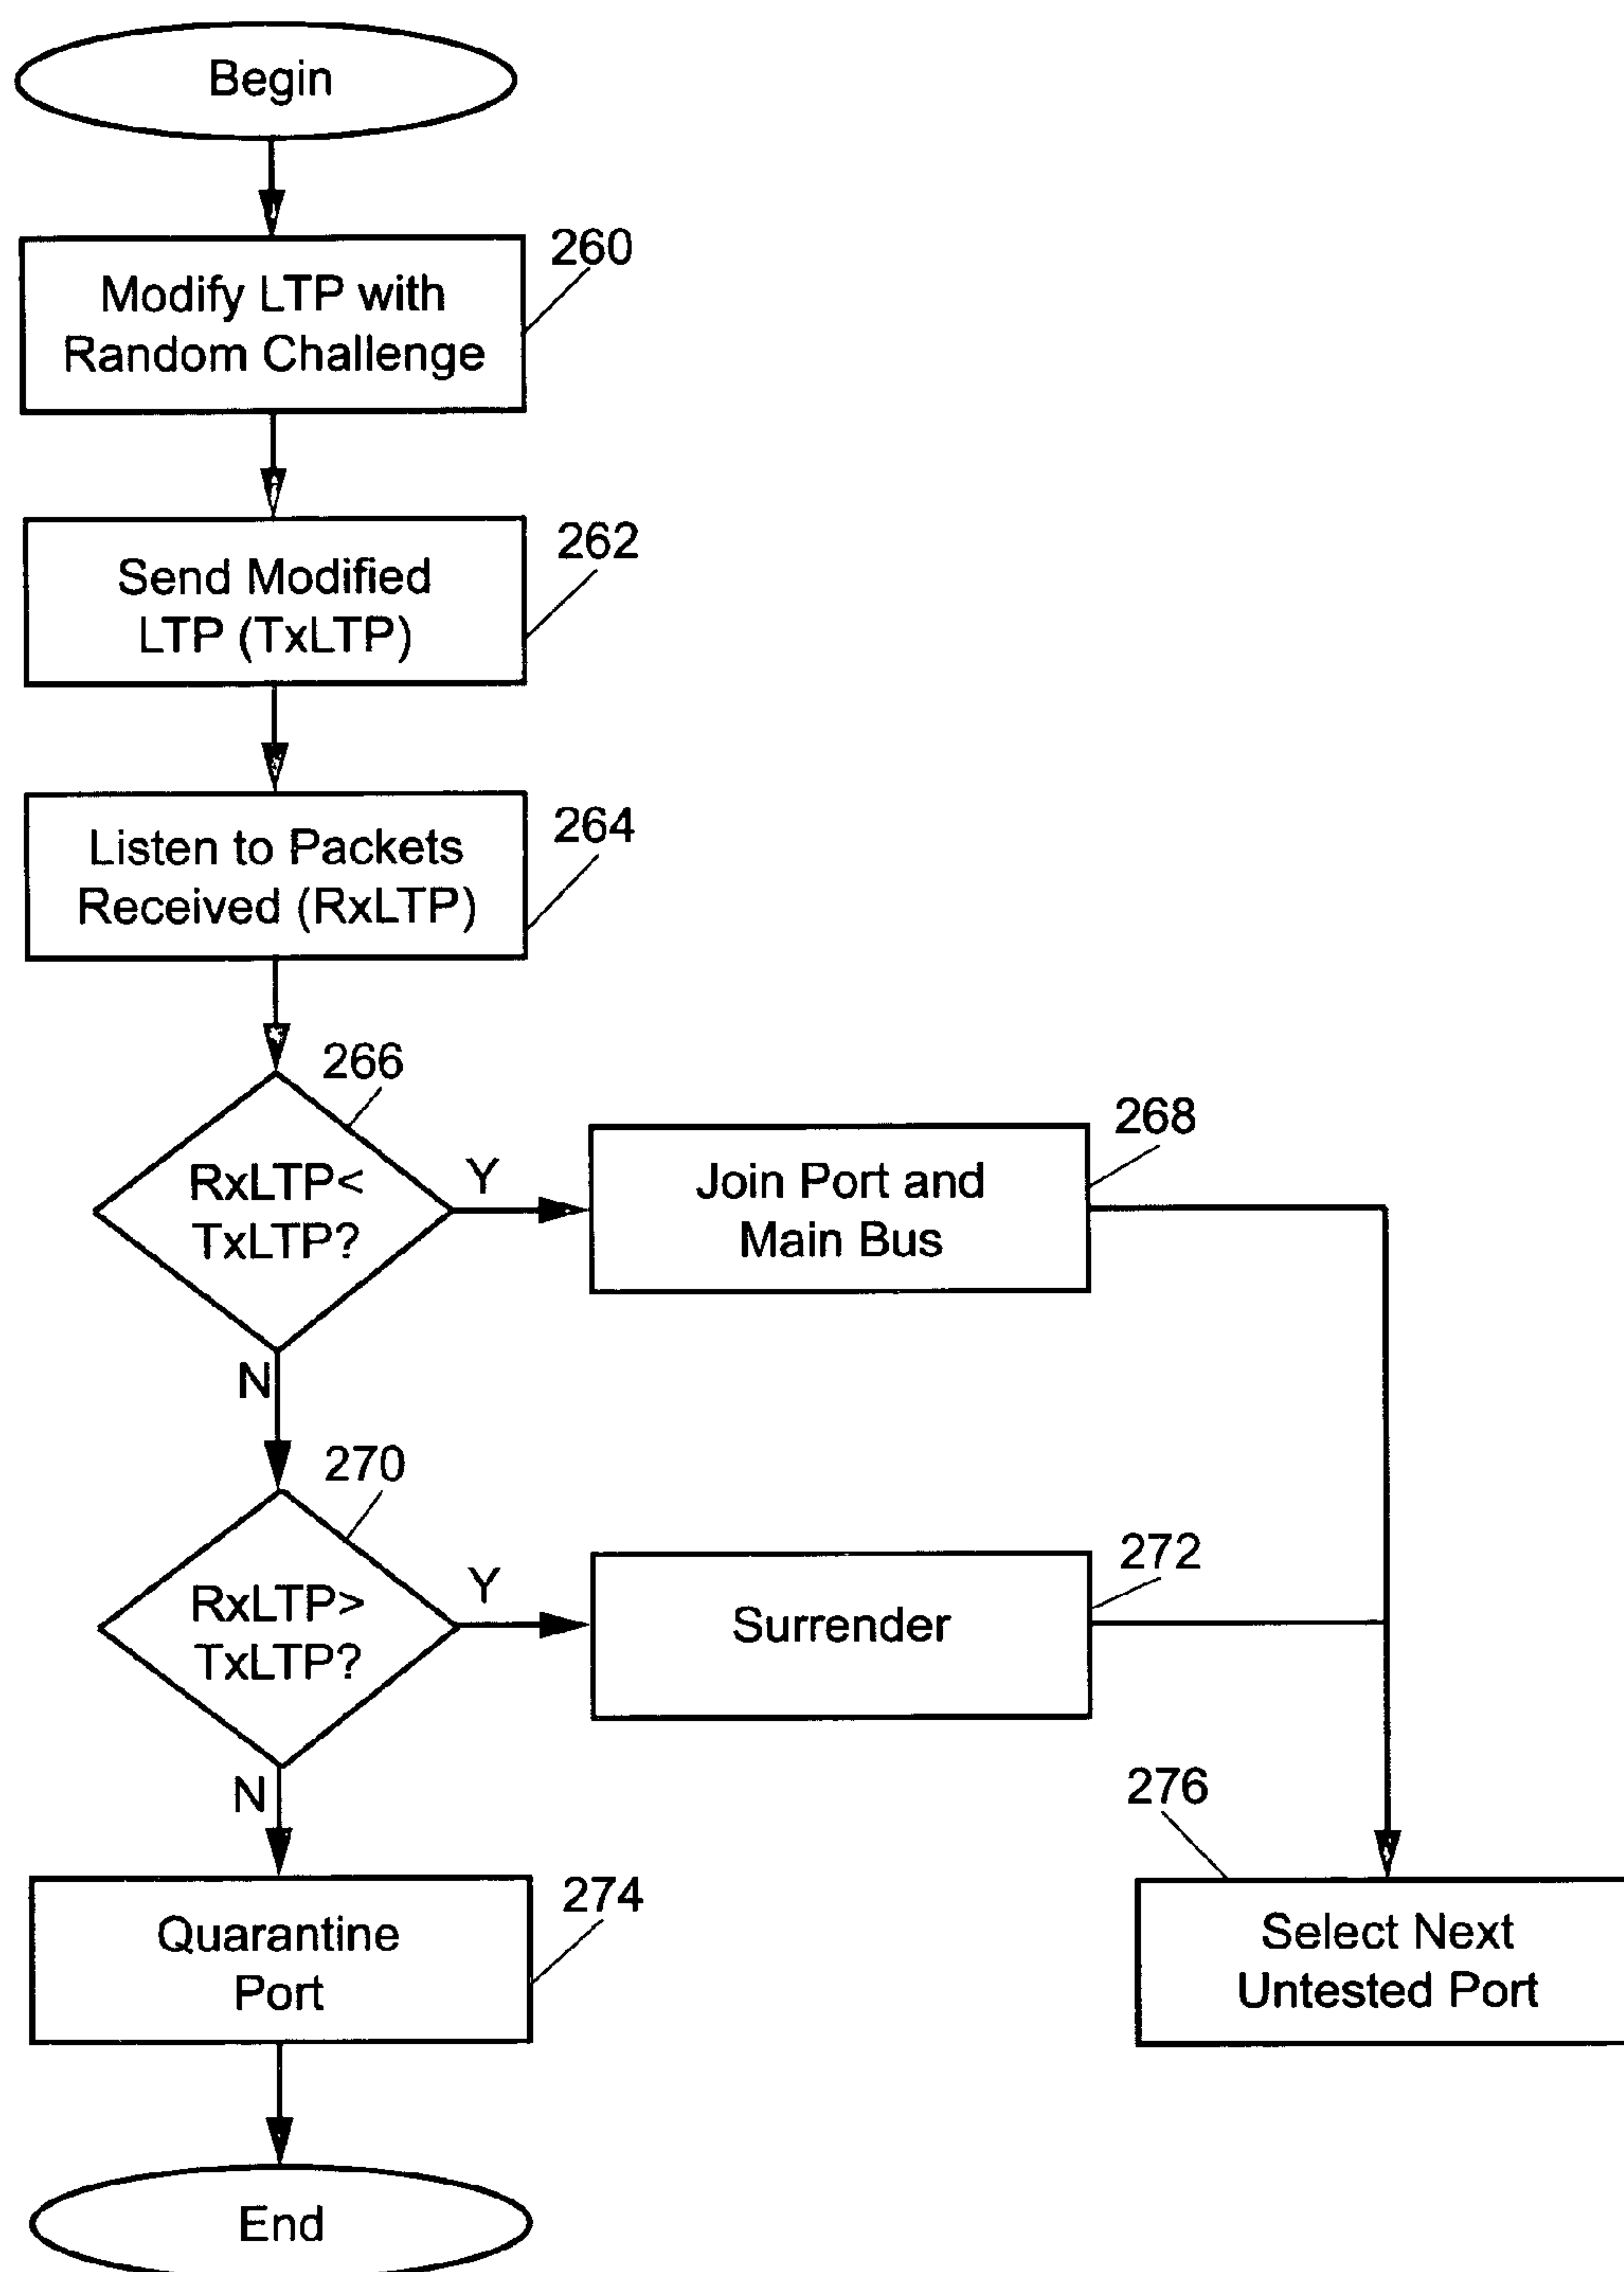 Begin
260
Modify LTP with
Random Challenge
262
Send Modified
LTP (TxLTP)
264
Listen to Packets
Received (RxLTP)
266
RxLTP<
TxLTP?
Y
268
Join Port and
Main Bus
N
270
RxLTP>
TxLTP?
Y
272
Surrender
N
274
Quarantine
Port
276
Select Next
Untested Port
End